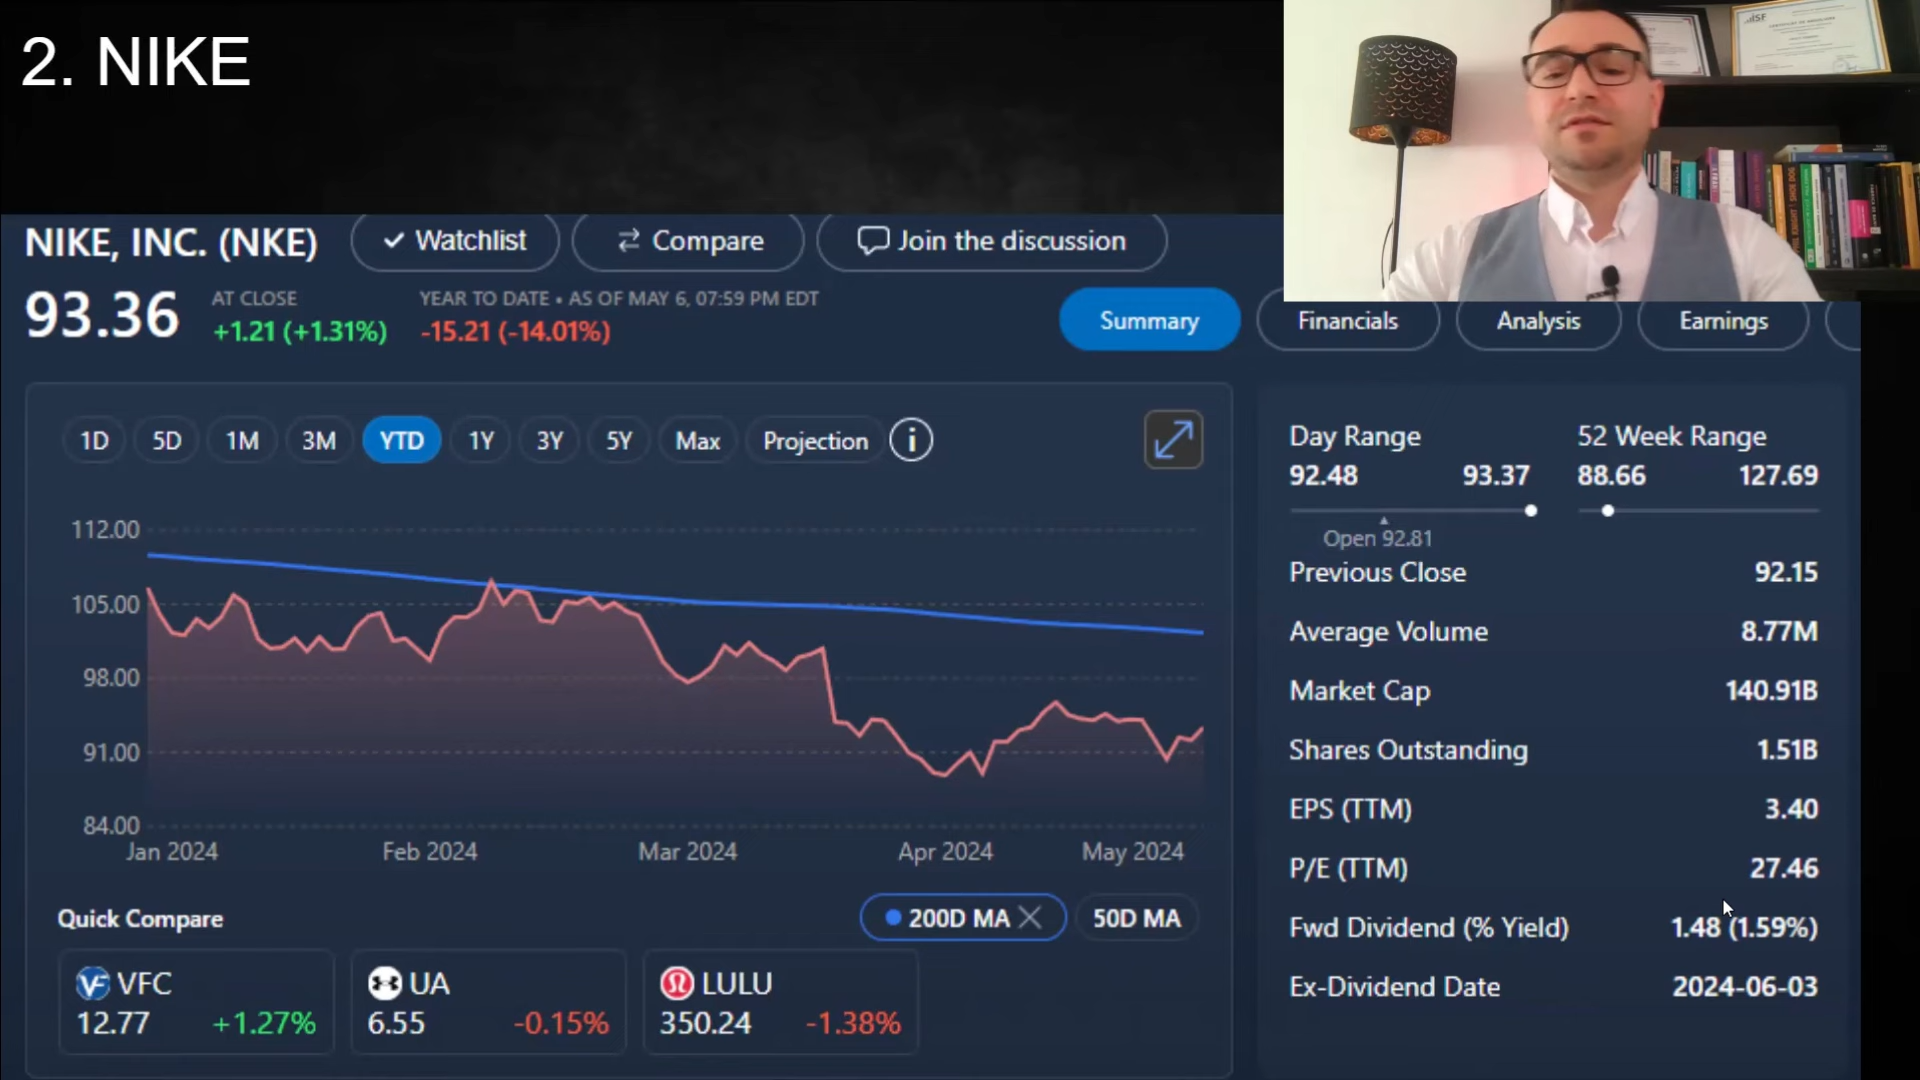 2. NIKE
NIKE, INC. (NKE)
Watchlist
Compare
Join the discussion
93.36
AT CLOSE
+1.21 (+1.31%)
YEAR TO DATE • AS OF MAY 6, 07:59 PM EDT
-15.21 (-14.01%)
Summary
Financials
Analysis
Earnings
1D
5D
1M
3M
YTD
1Y
3Y
5Y
Max
Projection
112.00
105.00
98.00
91.00
84.00
Jan 2024
Feb 2024
Mar 2024
Apr 2024
May 2024
Quick Compare
200D MA
50D MA
VFC
12.77
+1.27%
UA
6.55
-0.15%
LULU
350.24
-1.38%
Day Range
92.48
93.37
Open 92.81
52 Week Range
88.66
127.69
Previous Close
92.15
Average Volume
8.77M
Market Cap
140.91B
Shares Outstanding
1.51B
EPS (TTM)
3.40
P/E (TTM)
27.46
Fwd Dividend (% Yield)
1.48 (1.59%)
Ex-Dividend Date
2024-06-03
ISF
SHOE DOG